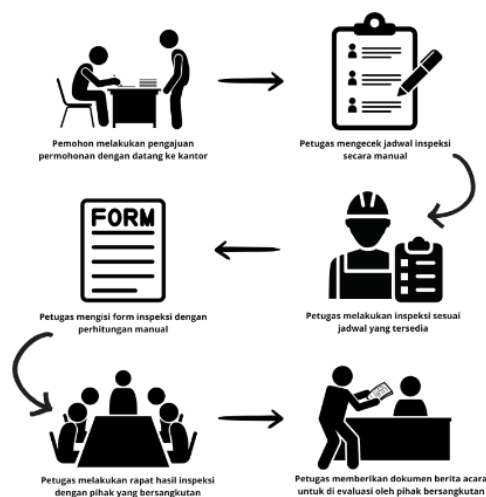 Pemohon melakukan pengajuan
permohonan dengan datang ke kantor
Petugas mengecek jadwal inspeksi
secara manual
Petugas melakukan inspeksi sesuai
jadwal yang tersedia
FORM
Petugas mengisi form inspeksi dengan
perhitungan manual
Petugas melakukan rapat hasil inspeksi
dengan pihak yang bersangkutan
Petugas memberikan dokumen berita acara
untuk di evaluasi oleh pihak bersangkutan